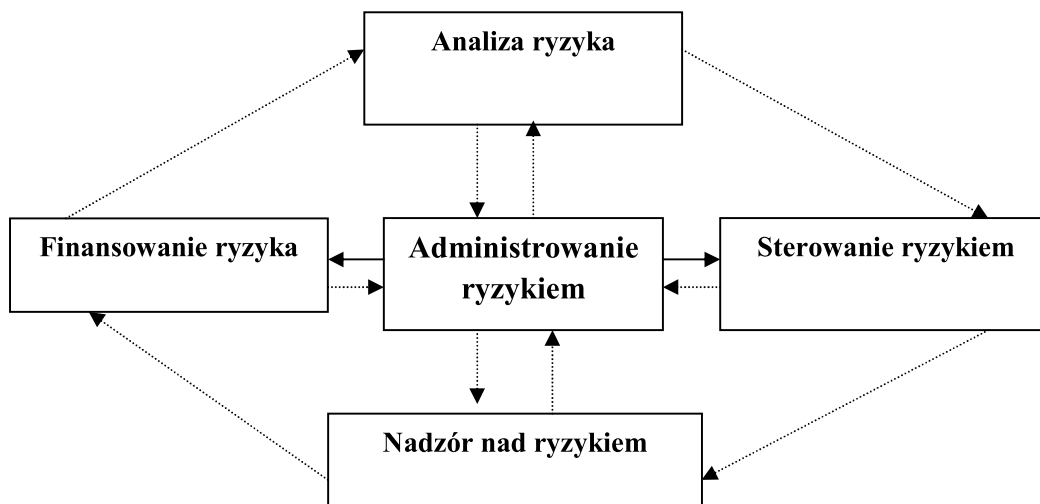 Analiza ryzyka
Finansowanie ryzyka
Administrowanie
ryzykiem
Sterowanie ryzykiem
Nadzór nad ryzykiem